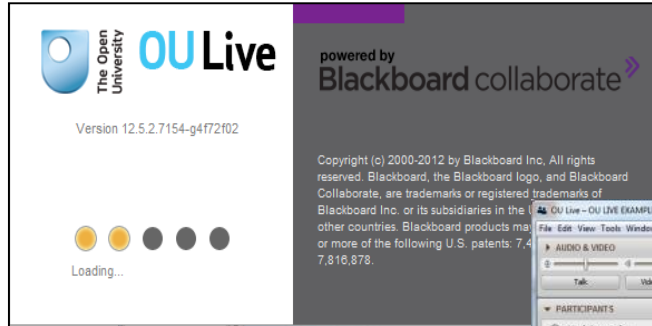 The Open
University
OU Live
Version 12.5.2.7154-g4f72f02
Loading...
powered by
Blackboard collaborate
Copyright (c) 2000-2012 by Blackboard Inc, All rights
reserved. Blackboard, the Blackboard logo, and Blackboard
Collaborate, are trademarks or registered trademarks of
Blackboard Inc. or its subsidiaries in the
other countries. Blackboard products may
or more of the following U.S. patents: 7,4
7,816,878.
OU Live – OU LIVE EXAMPL
File Edit View Tools Window
AUDIO & VIDEO
Talk
PARTICIPANTS